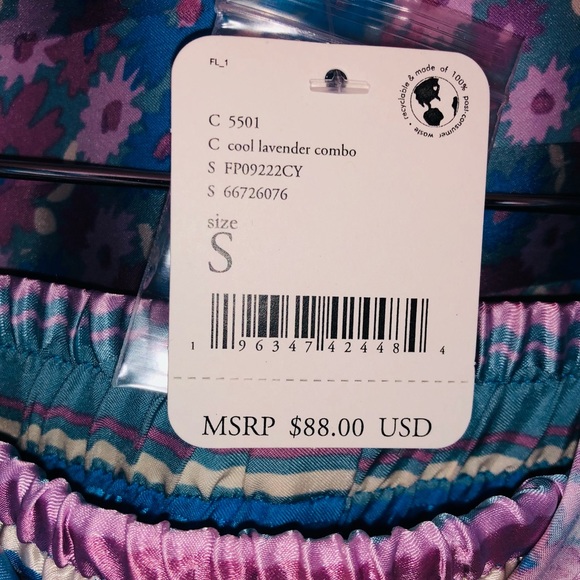 FL_1
recyclable & made of 100% post-consumer waste •
C 5501
C cool lavender combo
S FP09222CY
S 66726076
size
S
1 96347 42448 4
MSRP $88.00 USD